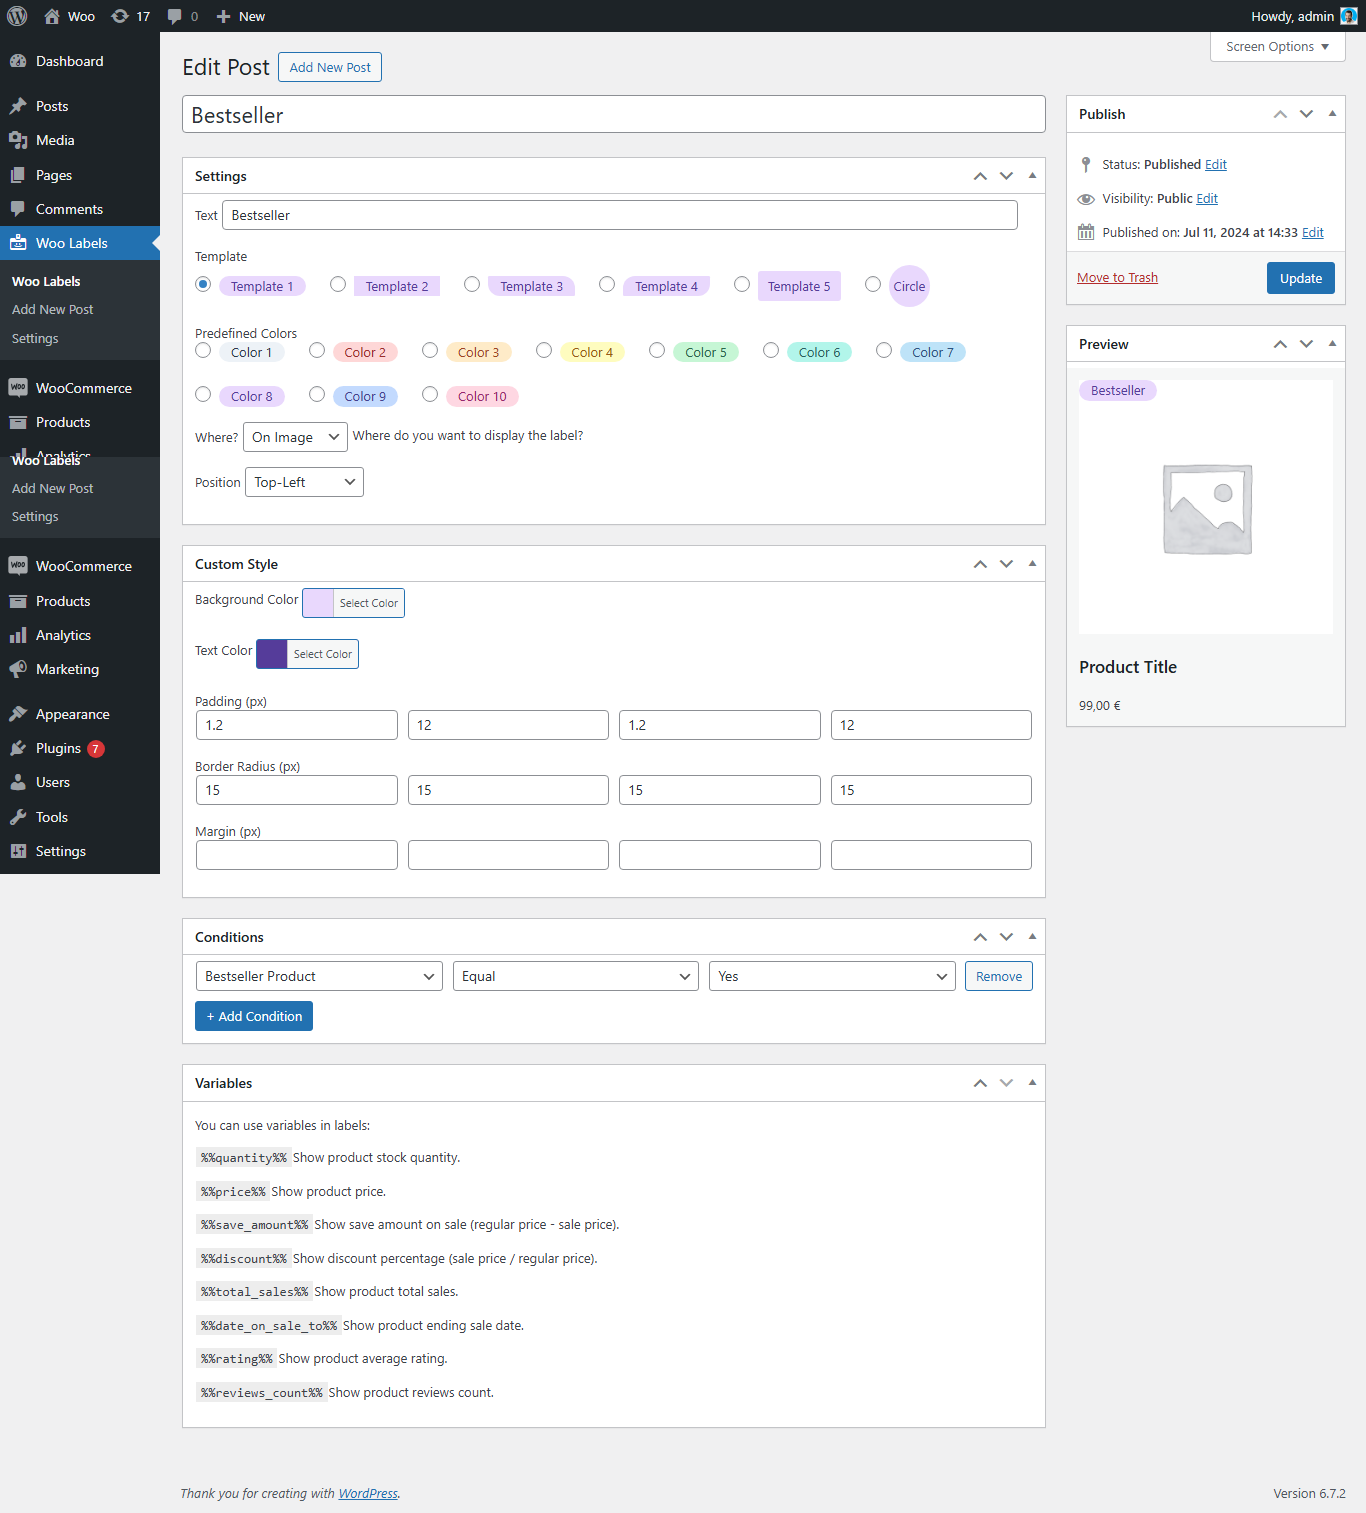 Woo 17 0 New Howdy, admin
Screen Options
Dashboard
Posts
Media
Pages
Comments
Woo Labels
Woo Labels
Add New Post
Settings
WooCommerce
Products
Analytics
Woo Labels
Add New Post
Settings
WooCommerce
Products
Analytics
Marketing
Appearance
Plugins 7
Users
Tools
Settings
Edit Post Add New Post
Bestseller
Settings
Text Bestseller
Template
Template 1 Template 2 Template 3 Template 4 Template 5 Circle
Predefined Colors
Color 1 Color 2 Color 3 Color 4 Color 5 Color 6 Color 7
Color 8 Color 9 Color 10
Where? On Image Where do you want to display the label?
Position Top-Left
Custom Style
Background Color Select Color
Text Color Select Color
Padding (px)
1.2 12 1.2 12
Border Radius (px)
15 15 15 15
Margin (px)
Conditions
Bestseller Product Equal Yes Remove
+ Add Condition
Variables
You can use variables in labels:
%%quantity%% Show product stock quantity.
%%price%% Show product price.
%%save_amount%% Show save amount on sale (regular price - sale price).
%%discount%% Show discount percentage (sale price / regular price).
%%total_sales%% Show product total sales.
%%date_on_sale_to%% Show product ending sale date.
%%rating%% Show product average rating.
%%reviews_count%% Show product reviews count.
Publish
Status: Published Edit
Visibility: Public Edit
Published on: Jul 11, 2024 at 14:33 Edit
Move to Trash Update
Preview
Bestseller
Product Title
99,00 €
Thank you for creating with WordPress. Version 6.7.2